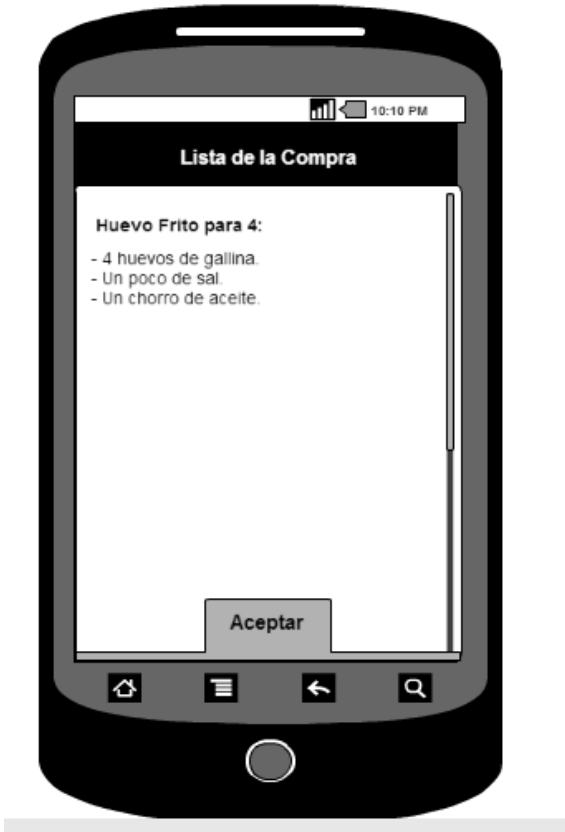 10:10 PM
Lista de la Compra
Huevo Frito para 4:
- 4 huevos de gallina.
- Un poco de sal.
- Un chorro de aceite.
Aceptar